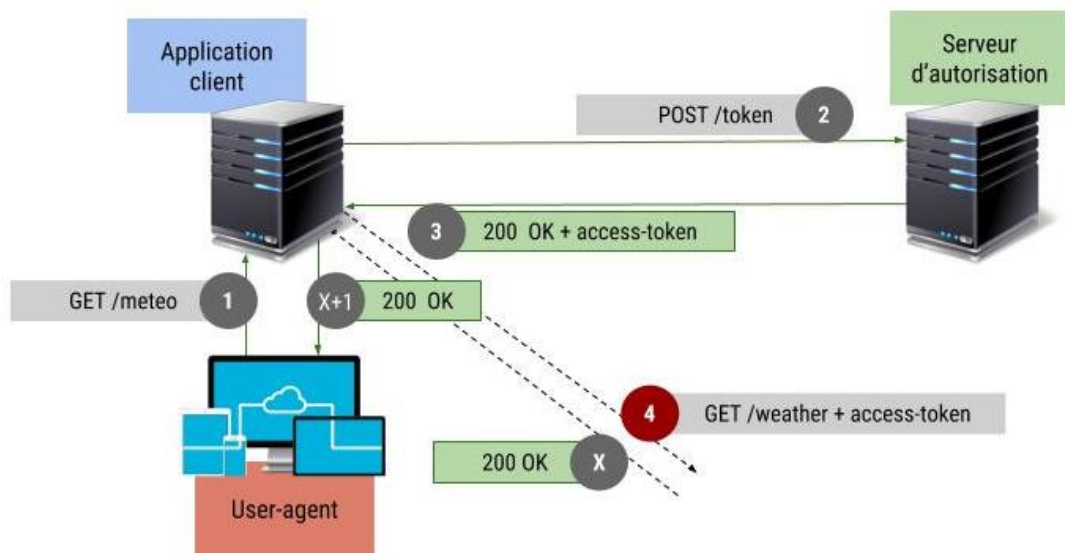 Application
client
Serveur
d'autorisation
POST /token
2
3
200 OK + access-token
GET /meteo
1
X+1
200 OK
4
GET /weather + access-token
200 OK
X
User-agent